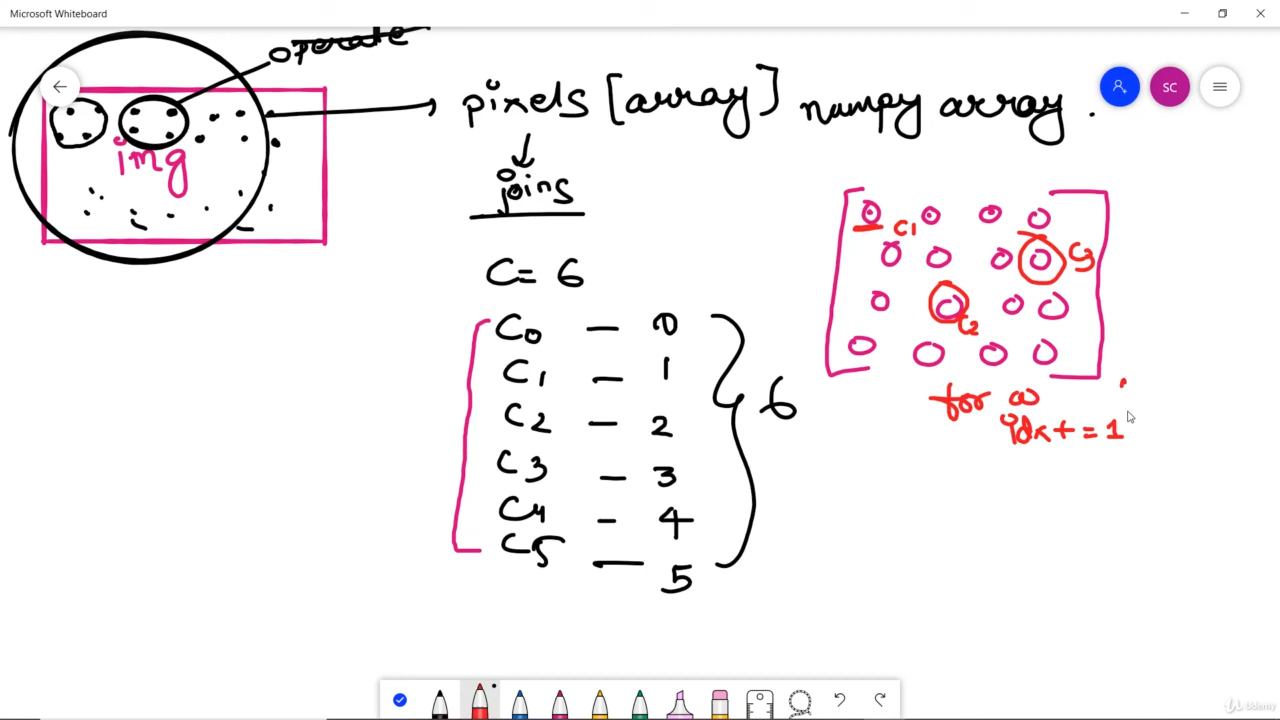 Microsoft Whiteboard
operate
pixels [array] numpy array.
SC
img
joins
C1
C3
C2
C= 6
C0 – 0
C1 – 1
C2 – 2
C3 – 3
C4 – 4
C5 – 5
6
for
idx + = 1
Udemy